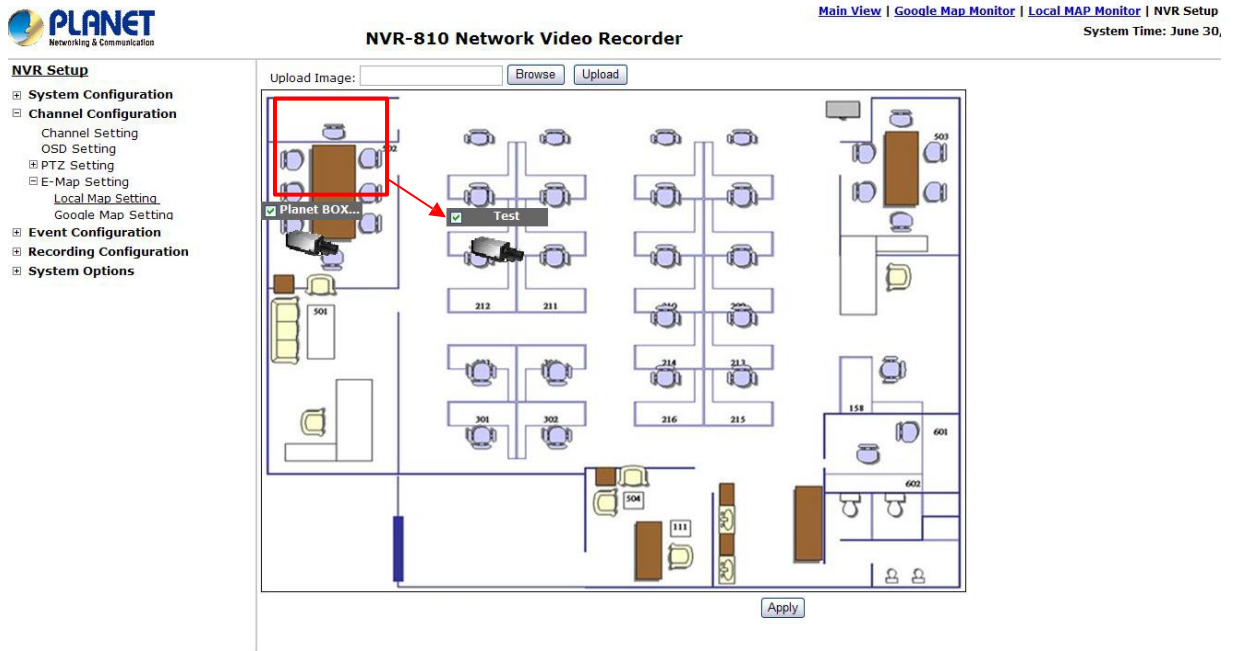 PLANET
Networking & Communication
Main View | Google Map Monitor | Local MAP Monitor | NVR Setup
NVR-810 Network Video Recorder
System Time: June 30,
NVR Setup
System Configuration
Channel Configuration
Channel Setting
OSD Setting
PTZ Setting
E-Map Setting
Local Map Setting
Google Map Setting
Event Configuration
Recording Configuration
System Options
Upload Image:
Browse
Upload
502
503
Planet BOX...
Test
212
211
501
214
213
301
302
216
215
158
601
602
504
111
Apply